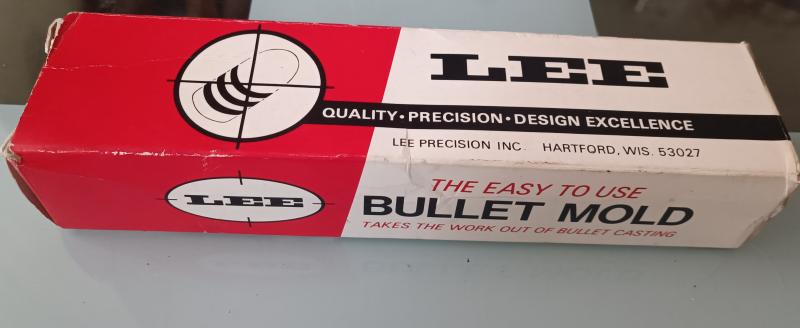 LEE
QUALITY • PRECISION • DESIGN EXCELLENCE
LEE PRECISION INC. HARTFORD, WIS. 53027
LEE
THE EASY TO USE
BULLET MOLD
TAKES THE WORK OUT OF BULLET CASTING